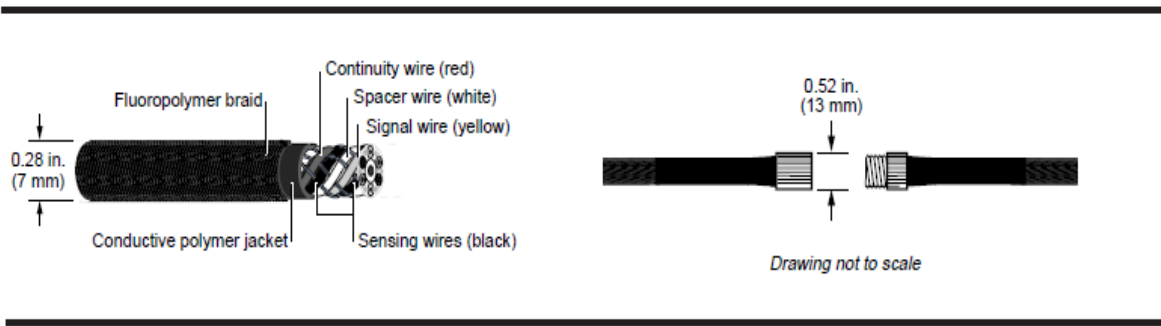 Continuity wire (red)
Fluoropolymer braid
Spacer wire (white)
Signal wire (yellow)
0.28 in.
(7 mm)
Conductive polymer jacket
Sensing wires (black)
0.52 in.
(13 mm)
Drawing not to scale